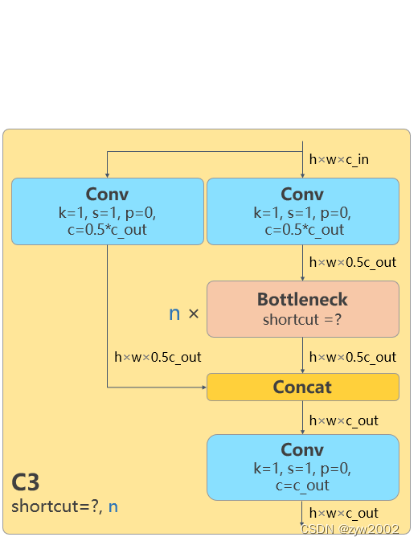 h×w×c_in
Conv
k=1, s=1, p=0,
c=0.5*c_out
Conv
k=1, s=1, p=0,
c=0.5*c_out
h×w×0.5c_out
n ×
Bottleneck
shortcut =?
h×w×0.5c_out
h×w×0.5c_out
Concat
h×w×c_out
Conv
k=1, s=1, p=0,
c=c_out
C3
shortcut=?, n
h×w×c_out
CSDN @zyw2002